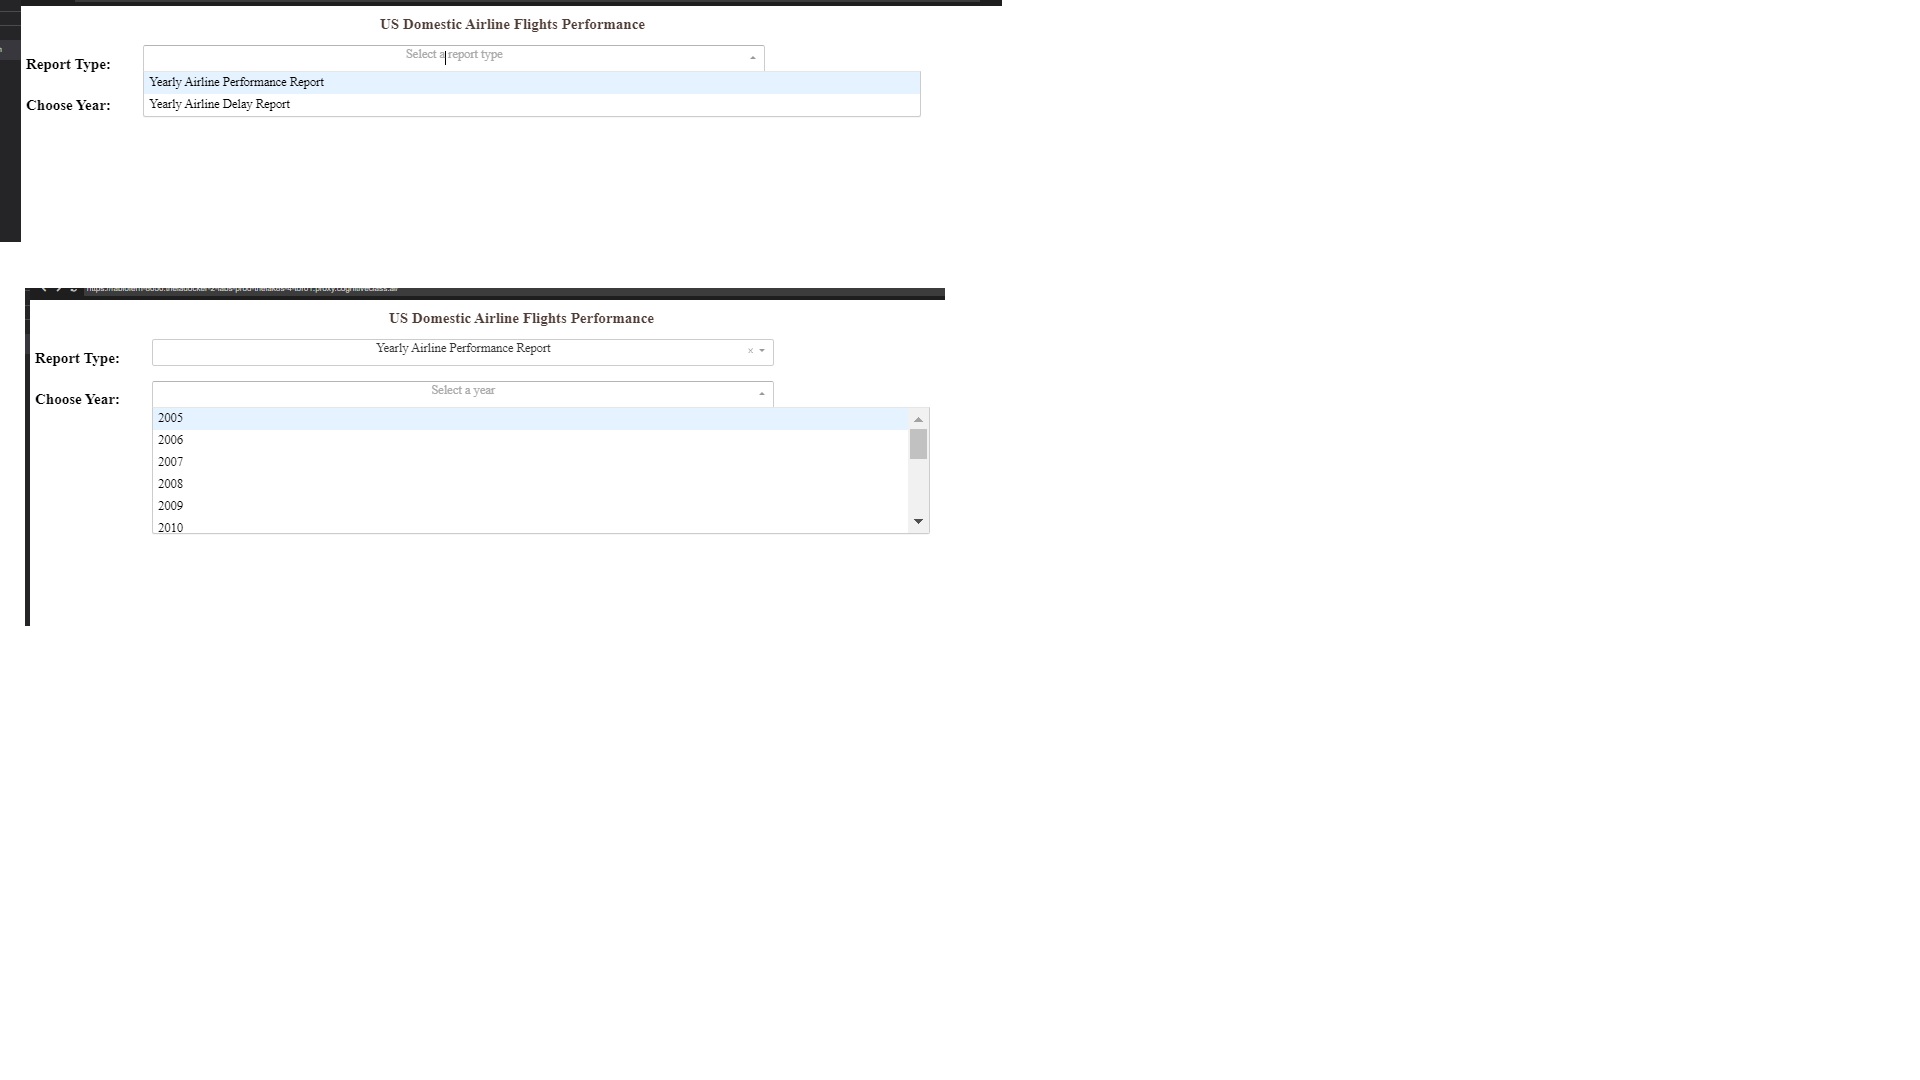 US Domestic Airline Flights Performance
Report Type:
Select a report type
Yearly Airline Performance Report
Choose Year:
Yearly Airline Delay Report
US Domestic Airline Flights Performance
Report Type:
Yearly Airline Performance Report
Choose Year:
Select a year
2005
2006
2007
2008
2009
2010